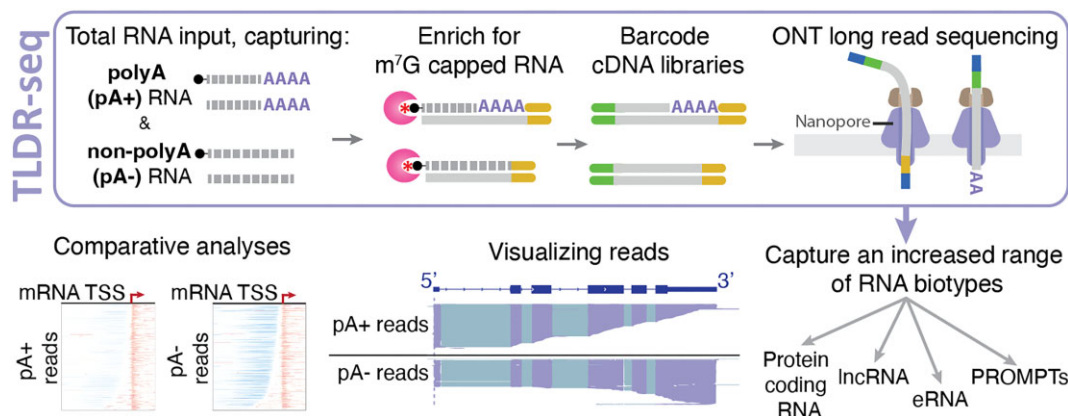 TLDR-seq
Total RNA input, capturing:
polyA
(pA+) RNA
&
non-polyA
(pA-) RNA
AAAA
AAAA
Enrich for
m⁷G capped RNA
*
AAAA
*
Barcode
cDNA libraries
AAAA
ONT long read sequencing
Nanopore
AA
Comparative analyses
mRNA TSS
mRNA TSS
pA+
reads
pA-
reads
Visualizing reads
5’
3’
pA+ reads
pA- reads
Capture an increased range
of RNA biotypes
Protein
coding
RNA
lncRNA
eRNA
PROMPTs